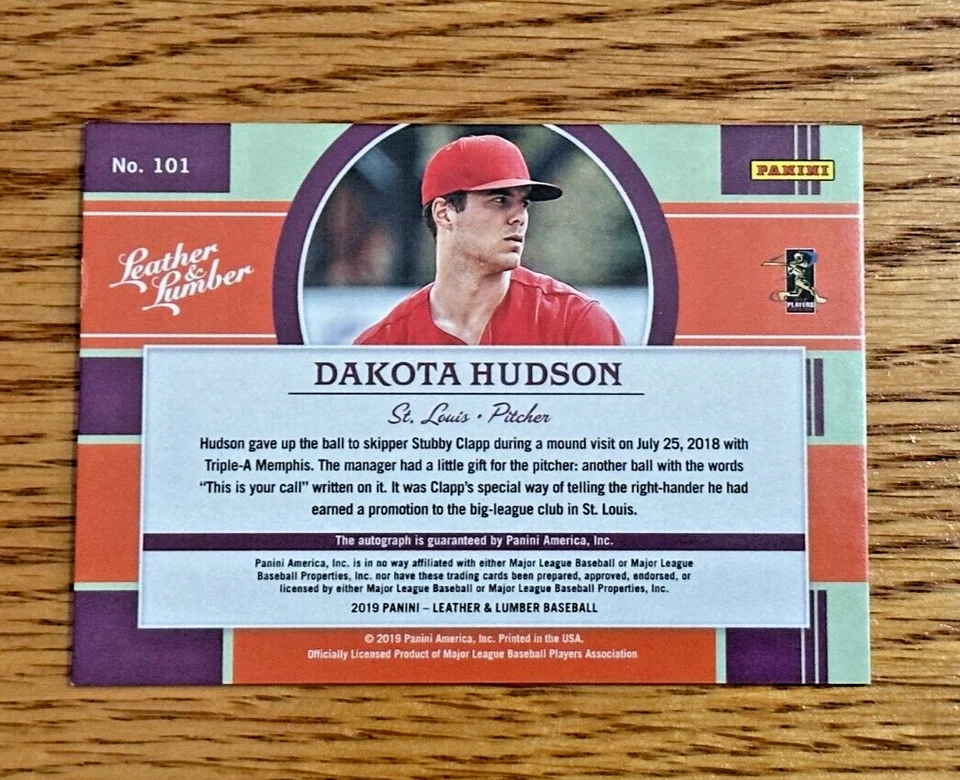 No. 101
PANINI
Leather
&
Lumber
PLAYERS
DAKOTA HUDSON
St. Louis • Pitcher
Hudson gave up the ball to skipper Stubby Clapp during a mound visit on July 25, 2018 with
Triple-A Memphis. The manager had a little gift for the pitcher: another ball with the words
“This is your call” written on it. It was Clapp’s special way of telling the right-hander he had
earned a promotion to the big-league club in St. Louis.
The autograph is guaranteed by Panini America, Inc.
Panini America, Inc. is in no way affiliated with either Major League Baseball or Major League
Baseball Properties, Inc. nor have these trading cards been prepared, approved, endorsed, or
licensed by either Major League Baseball or Major League Baseball Properties, Inc.
2019 PANINI – LEATHER & LUMBER BASEBALL
© 2019 Panini America, Inc. Printed in the USA.
Officially Licensed Product of Major League Baseball Players Association